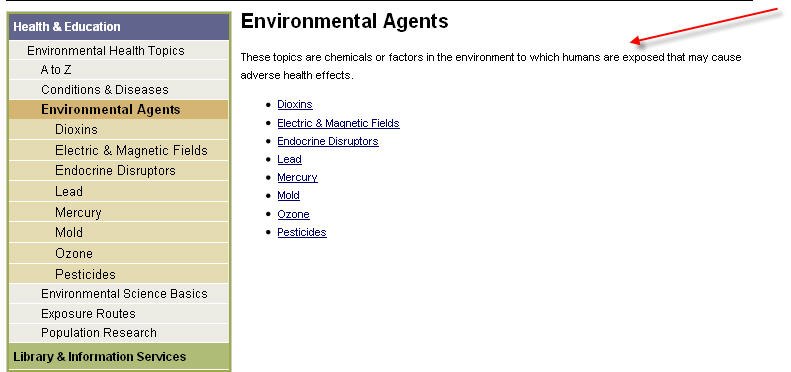 Health & Education
Environmental Health Topics
A to Z
Conditions & Diseases
Environmental Agents
Dioxins
Electric & Magnetic Fields
Endocrine Disruptors
Lead
Mercury
Mold
Ozone
Pesticides
Environmental Science Basics
Exposure Routes
Population Research
Library & Information Services
Environmental Agents
These topics are chemicals or factors in the environment to which humans are exposed that may cause
adverse health effects.
Dioxins
Electric & Magnetic Fields
Endocrine Disruptors
Lead
Mercury
Mold
Ozone
Pesticides